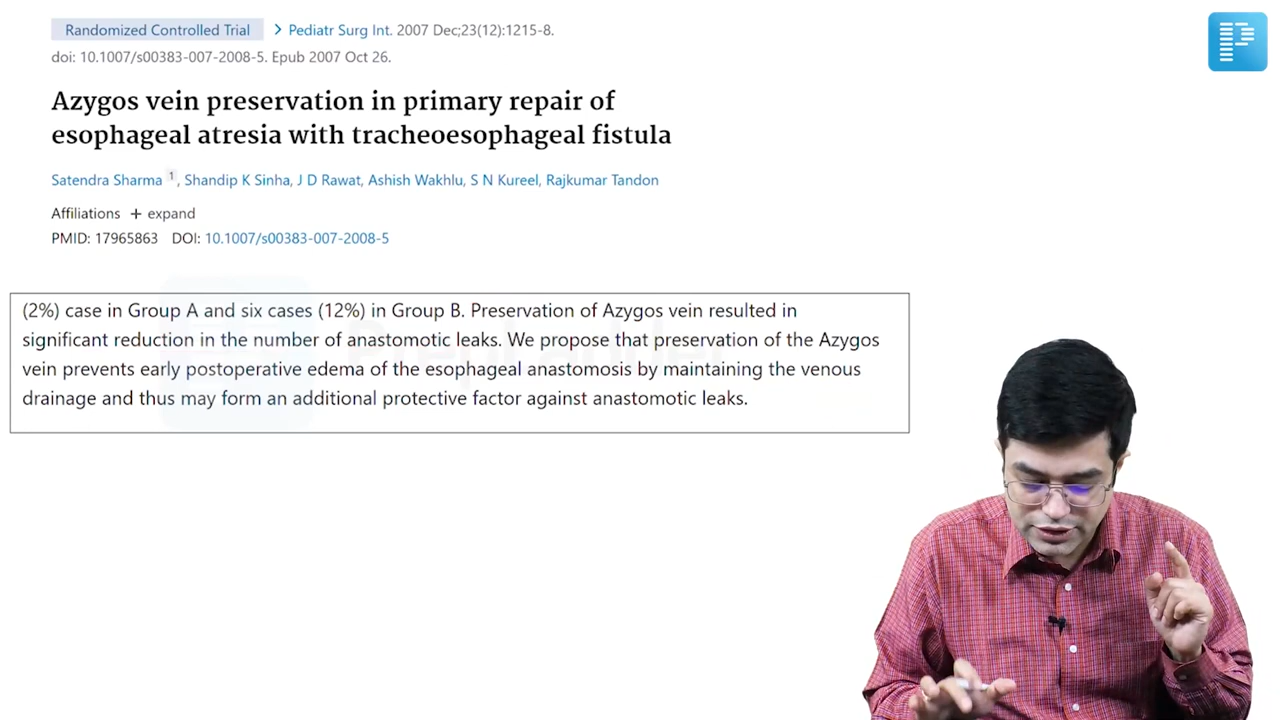 Randomized Controlled Trial > Pediatr Surg Int. 2007 Dec;23(12):1215-8.
doi: 10.1007/s00383-007-2008-5. Epub 2007 Oct 26.
Azygos vein preservation in primary repair of
esophageal atresia with tracheoesophageal fistula
Satendra Sharma 1, Shandip K Sinha, J D Rawat, Ashish Wakhlu, S N Kureel, Rajkumar Tandon
Affiliations + expand
PMID: 17965863 DOI: 10.1007/s00383-007-2008-5
(2%) case in Group A and six cases (12%) in Group B. Preservation of Azygos vein resulted in
significant reduction in the number of anastomotic leaks. We propose that preservation of the Azygos
vein prevents early postoperative edema of the esophageal anastomosis by maintaining the venous
drainage and thus may form an additional protective factor against anastomotic leaks.